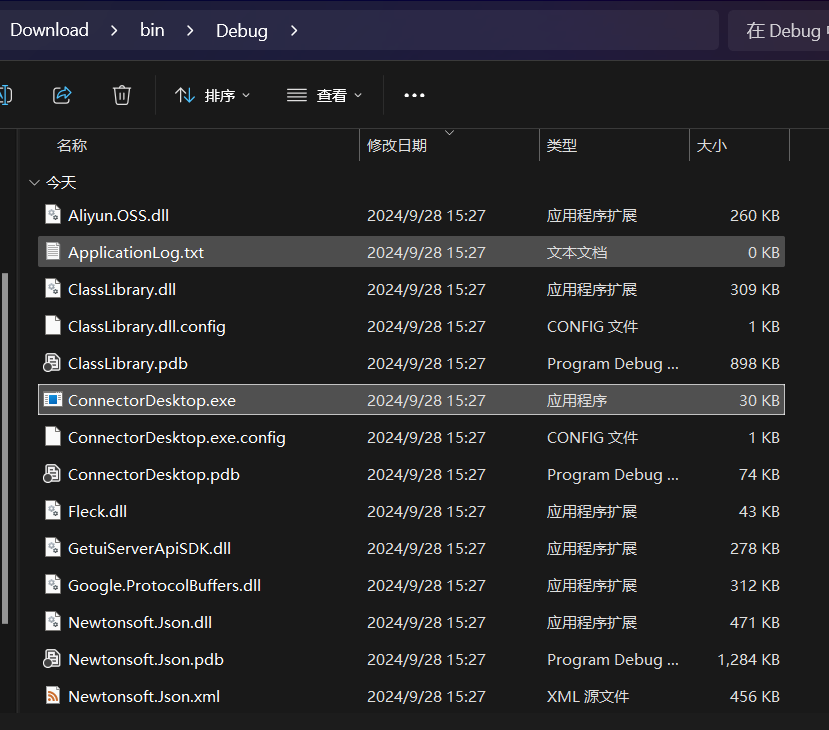 Download > bin > Debug >
在 Debug
排序 查看
名称 修改日期 类型 大小
今天
Aliyun.OSS.dll 2024/9/28 15:27 应用程序扩展 260 KB
ApplicationLog.txt 2024/9/28 15:27 文本文档 0 KB
ClassLibrary.dll 2024/9/28 15:27 应用程序扩展 309 KB
ClassLibrary.dll.config 2024/9/28 15:27 CONFIG 文件 1 KB
ClassLibrary.pdb 2024/9/28 15:27 Program Debug ... 898 KB
ConnectorDesktop.exe 2024/9/28 15:27 应用程序 30 KB
ConnectorDesktop.exe.config 2024/9/28 15:27 CONFIG 文件 1 KB
ConnectorDesktop.pdb 2024/9/28 15:27 Program Debug ... 74 KB
Fleck.dll 2024/9/28 15:27 应用程序扩展 43 KB
GetuiServerApiSDK.dll 2024/9/28 15:27 应用程序扩展 278 KB
Google.ProtocolBuffers.dll 2024/9/28 15:27 应用程序扩展 312 KB
Newtonsoft.Json.dll 2024/9/28 15:27 应用程序扩展 471 KB
Newtonsoft.Json.pdb 2024/9/28 15:27 Program Debug ... 1,284 KB
Newtonsoft.Json.xml 2024/9/28 15:27 XML 源文件 456 KB